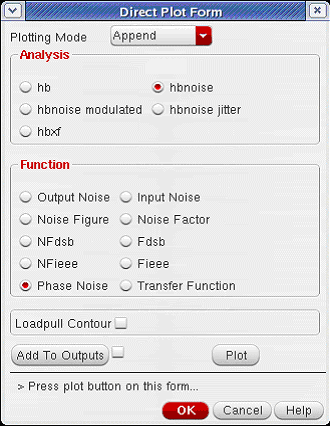 Direct Plot Form
Plotting Mode Append
Analysis
hb hbnoise
hbnoise modulated hbnoise jitter
hbxf
Function
Output Noise Input Noise
Noise Figure Noise Factor
NFdsb Fdsb
NFieee Fieee
Phase Noise Transfer Function
Loadpull Contour
Add To Outputs Plot
> Press plot button on this form...
OK Cancel Help